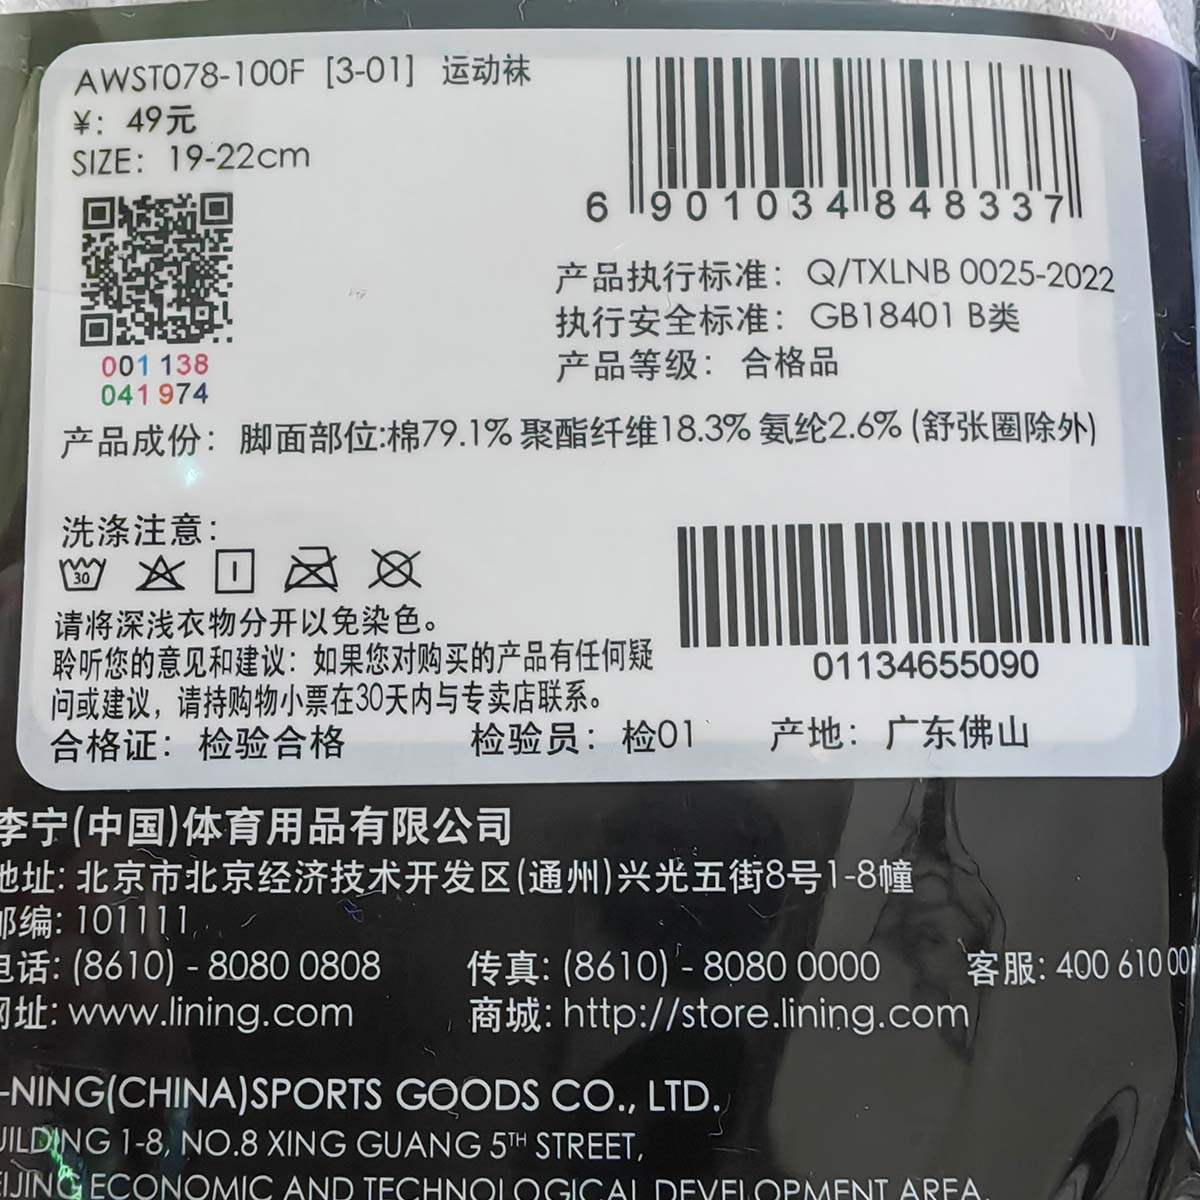 AWST078-100F [3-01] 运动袜
¥: 49元
SIZE: 19-22cm
6 901034 848337
001 138
041 974
产品执行标准: Q/TXLNB 0025-2022
执行安全标准: GB18401 B类
产品等级: 合格品
产品成份: 脚面部位:棉79.1% 聚酯纤维18.3% 氨纶2.6% (舒张圈除外)
洗涤注意:
30
请将深浅衣物分开以免染色。
聆听您的意见和建议: 如果您对购买的产品有任何疑
问或建议, 请持购物小票在30天内与专卖店联系。
01134655090
合格证: 检验合格 检验员: 检01 产地: 广东佛山
李宁(中国)体育用品有限公司
地址: 北京市北京经济技术开发区(通州)兴光五街8号1-8幢
邮编: 101111
电话: (8610) - 8080 0808 传真: (8610) - 8080 0000 客服: 400 610 00
网址: www.lining.com 商城: http://store.lining.com
-NING(CHINA)SPORTS GOODS CO., LTD.
UILDING 1-8, NO.8 XING GUANG 5TH STREET,
EIJING ECONOMIC AND TECHNOLOGICAL DEVELOPMENT AREA